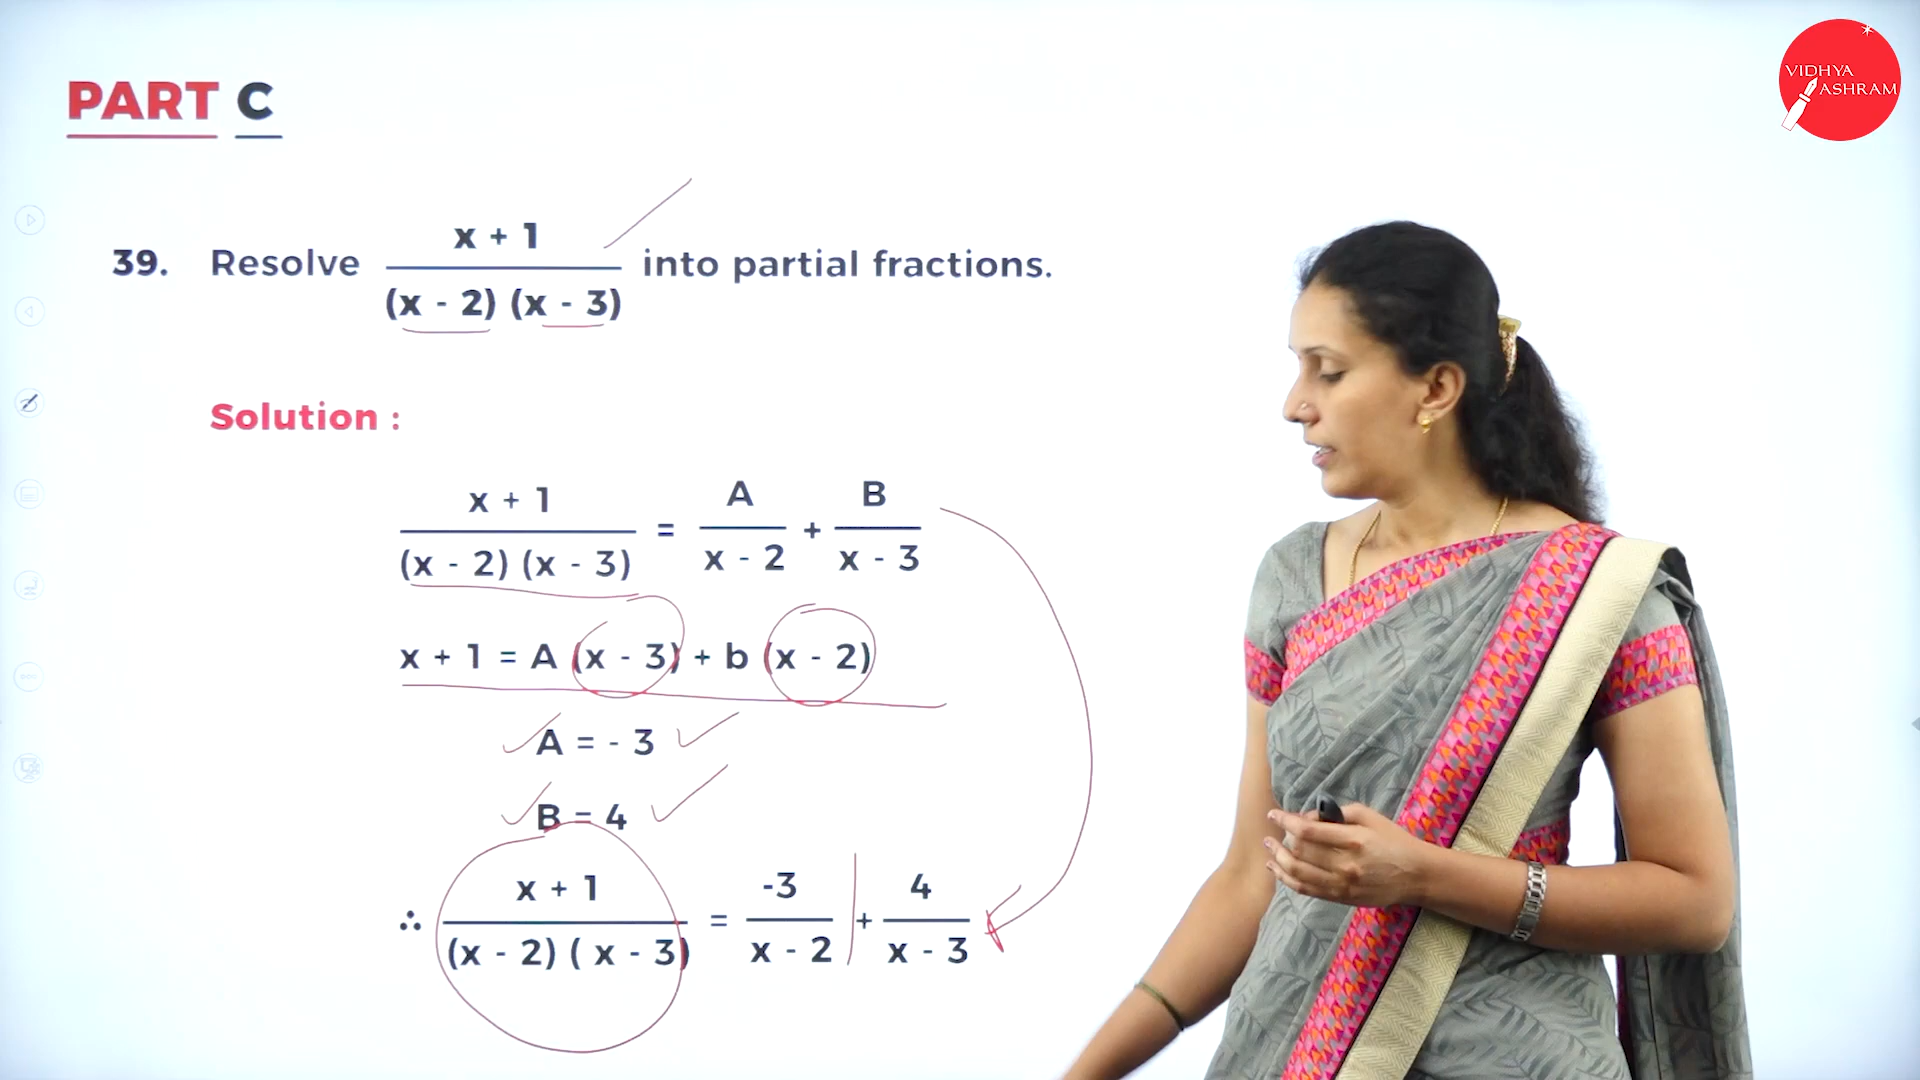 VIDHYA
ASHRAM
PART C
39. Resolve (x + 1)/((x - 2) (x - 3)) into partial fractions.
Solution :
(x + 1)/((x - 2) (x - 3)) = A/(x - 2) + B/(x - 3)
x + 1 = A (x - 3) + b (x - 2)
A = - 3
B = 4
∴ (x + 1)/((x - 2) ( x - 3)) = -3/(x - 2) + 4/(x - 3)